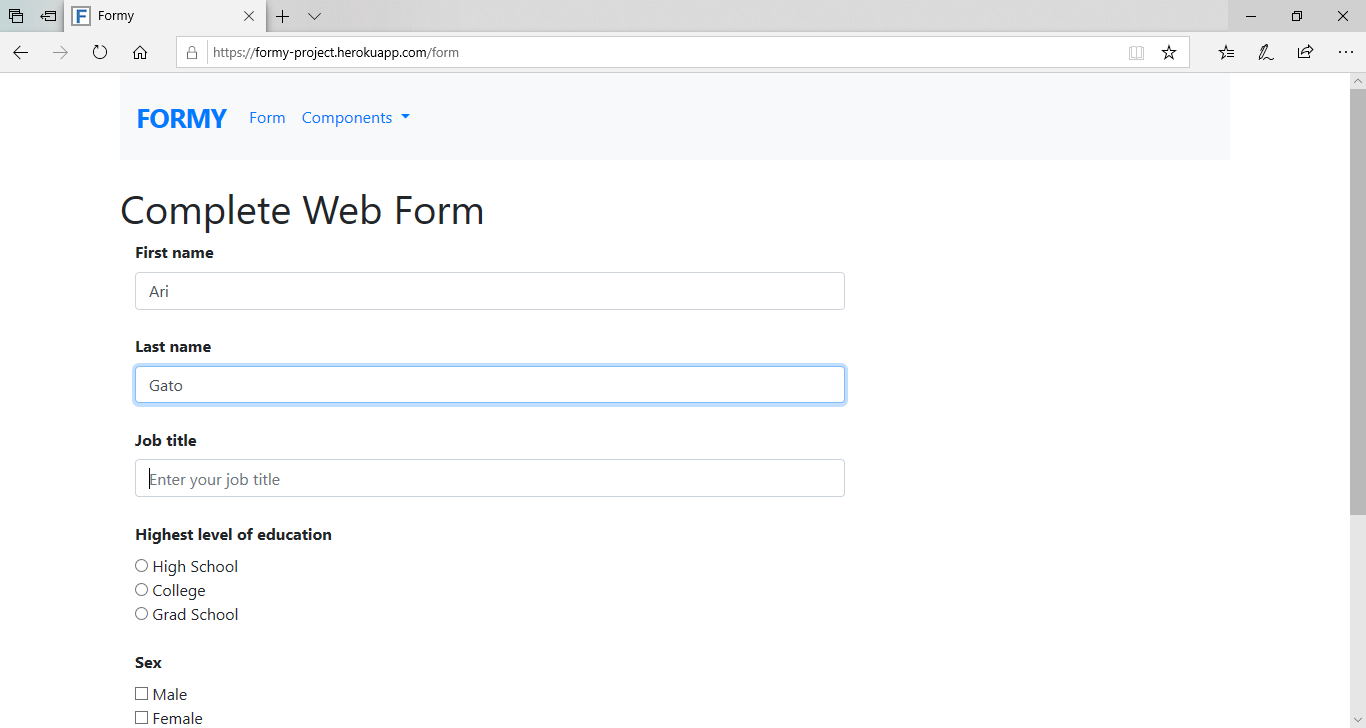 Formy
https://formy-project.herokuapp.com/form
FORMY Form Components
Complete Web Form
First name
Ari
Last name
Gato
Job title
Enter your job title
Highest level of education
High School
College
Grad School
Sex
Male
Female